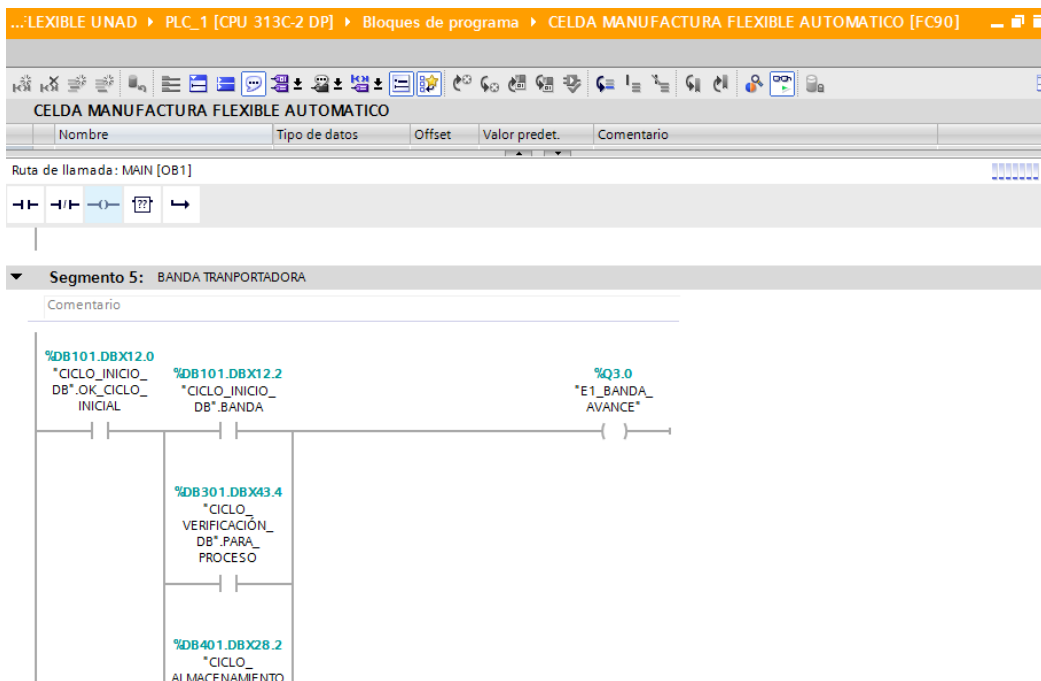 ...:LEXIBLE UNAD ▸ PLC_1 [CPU 313C-2 DP] ▸ Bloques de programa ▸ CELDA MANUFACTURA FLEXIBLE AUTOMATICO [FC90]
CELDA MANUFACTURA FLEXIBLE AUTOMATICO
Nombre Tipo de datos Offset Valor predet. Comentario
Ruta de llamada: MAIN [OB1]
??
Segmento 5: BANDA TRANPORTADORA
Comentario
%DB101.DBX12.0
"CICLO_INICIO_
DB".OK_CICLO_
INICIAL
%DB101.DBX12.2
"CICLO_INICIO_
DB".BANDA
%Q3.0
"E1_BANDA_
AVANCE"
%DB301.DBX43.4
"CICLO_
VERIFICACIÓN_
DB".PARA_
PROCESO
%DB401.DBX28.2
"CICLO_
ALMACENAMIENTO